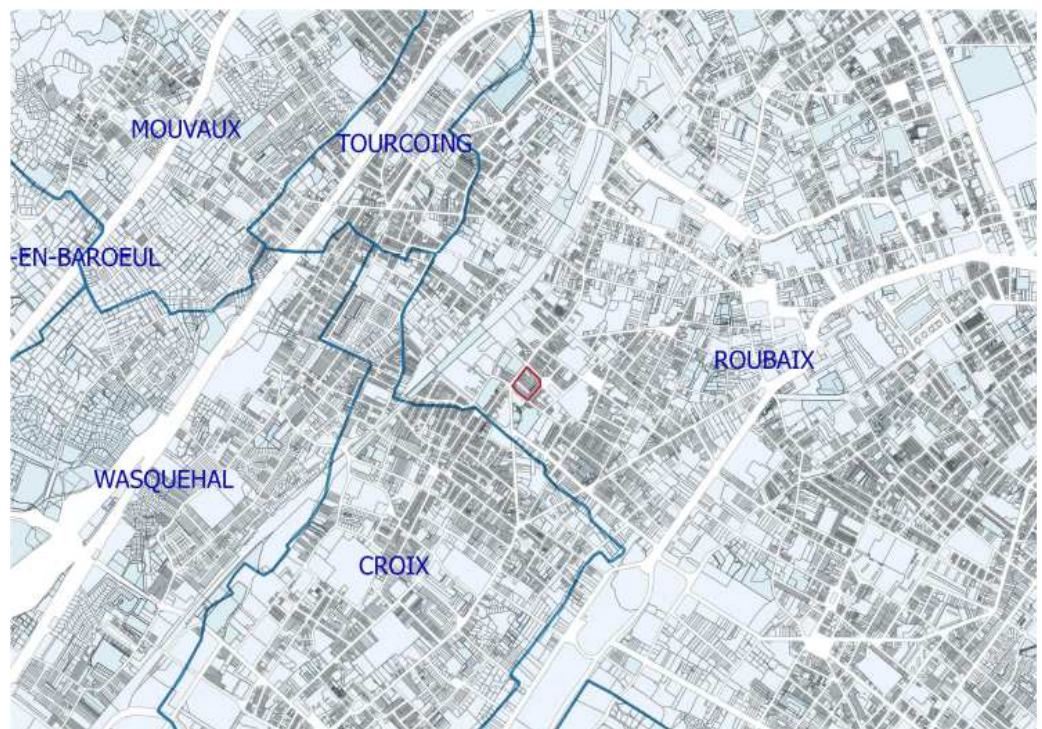 MOUVAUX
TOURCOING
-EN-BAROEUL
ROUBAIX
WASQUEHAL
CROIX